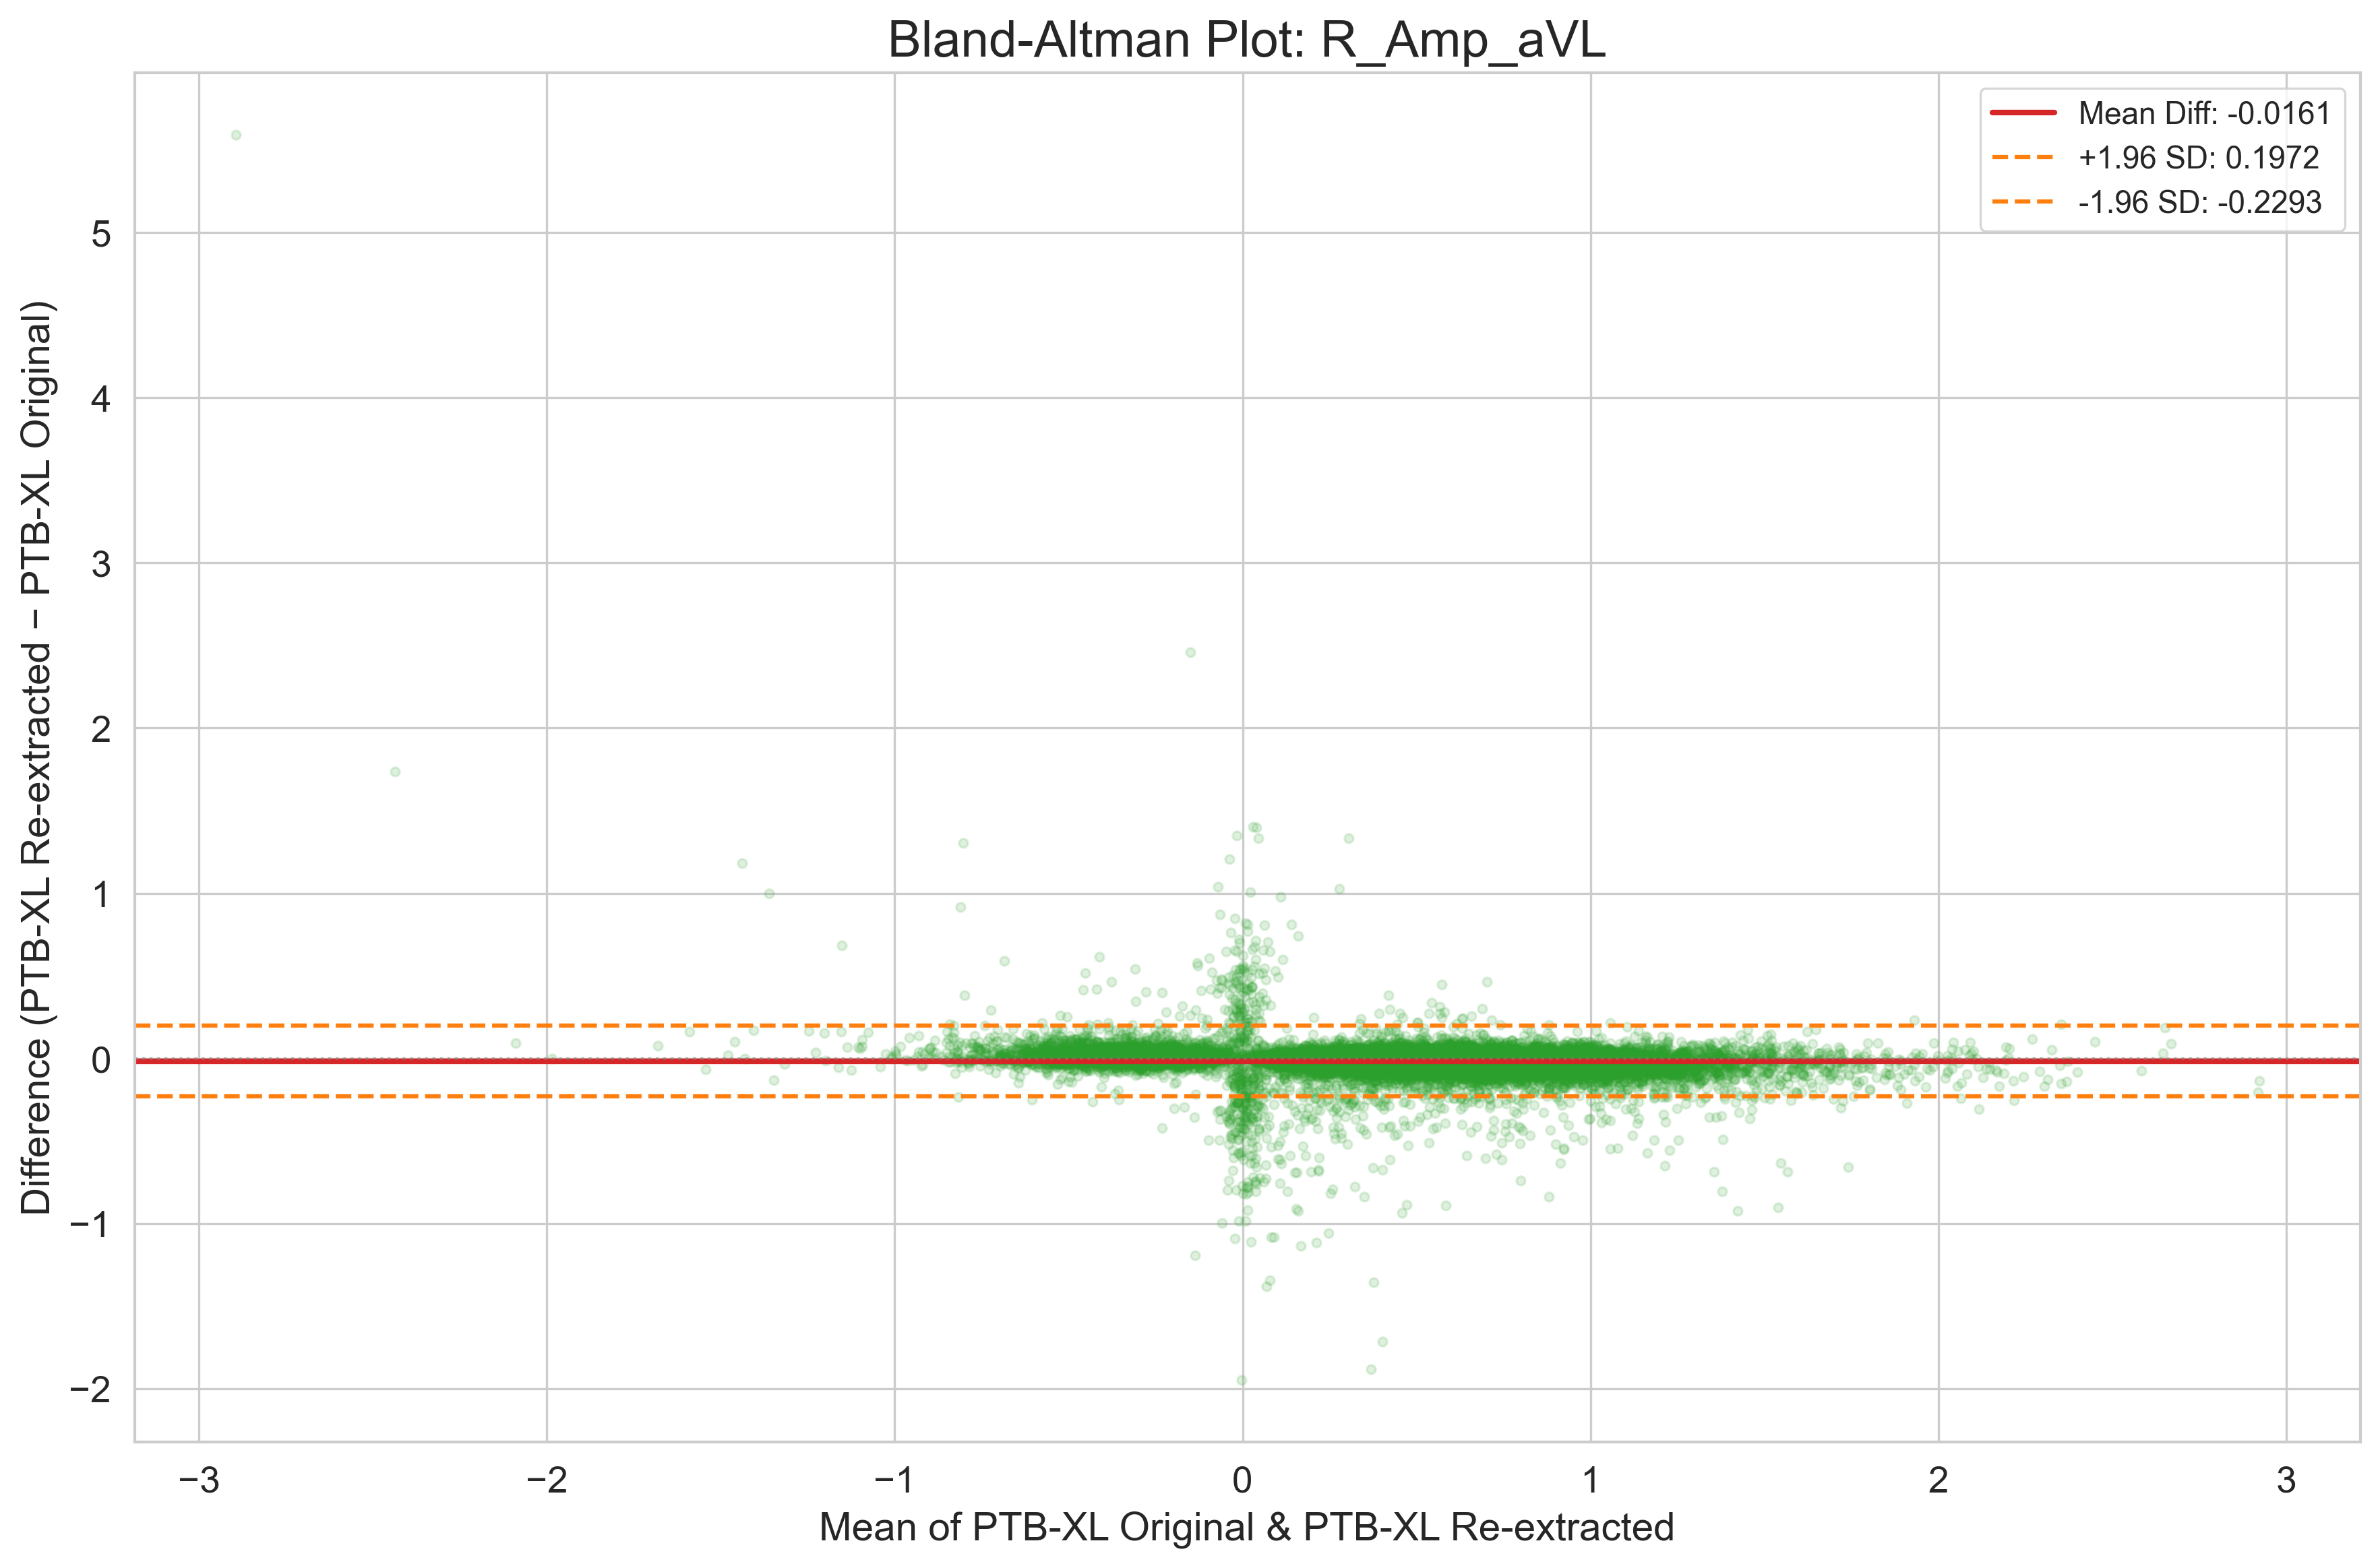 Bland-Altman Plot: R_Amp_aVL
Mean Diff: -0.0161
+1.96 SD: 0.1972
-1.96 SD: -0.2293
Difference (PTB-XL Re-extracted − PTB-XL Original)
5
4
3
2
1
0
−1
−2
−3 −2 −1 0 1 2 3
Mean of PTB-XL Original & PTB-XL Re-extracted